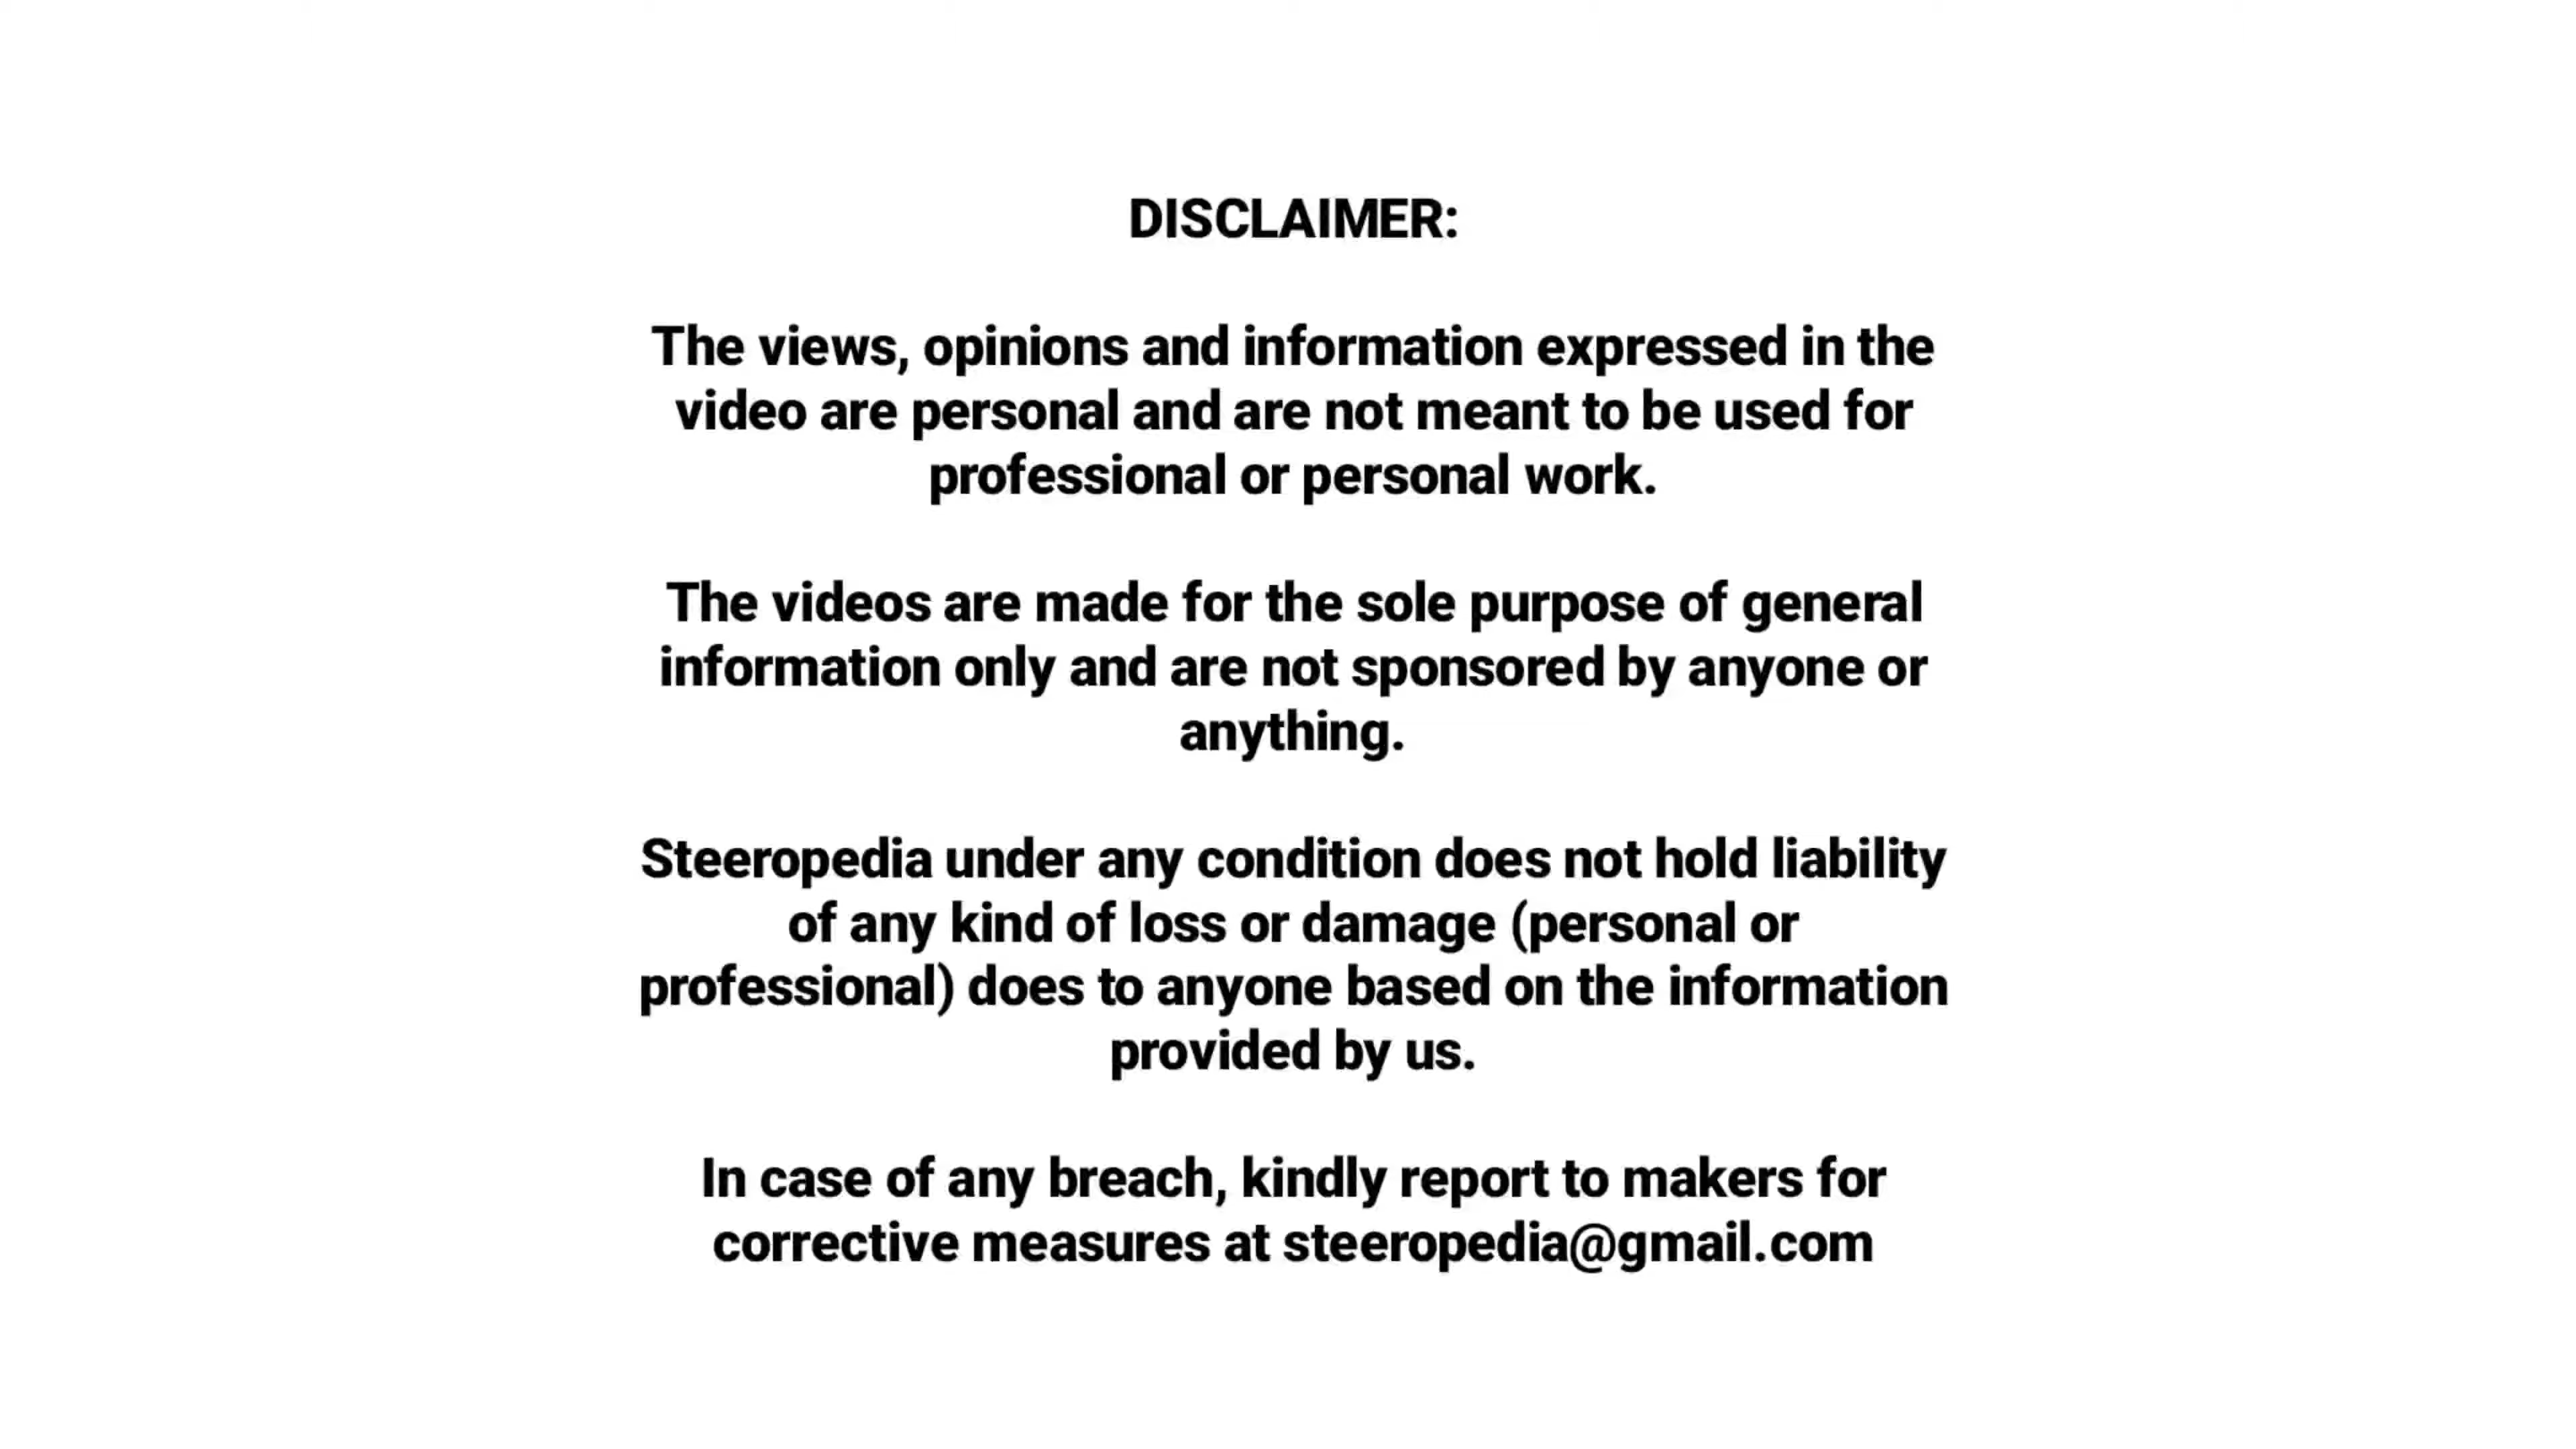 DISCLAIMER:
The views, opinions and information expressed in the
video are personal and are not meant to be used for
professional or personal work.
The videos are made for the sole purpose of general
information only and are not sponsored by anyone or
anything.
Steeropedia under any condition does not hold liability
of any kind of loss or damage (personal or
professional) does to anyone based on the information
provided by us.
In case of any breach, kindly report to makers for
corrective measures at steeropedia@gmail.com